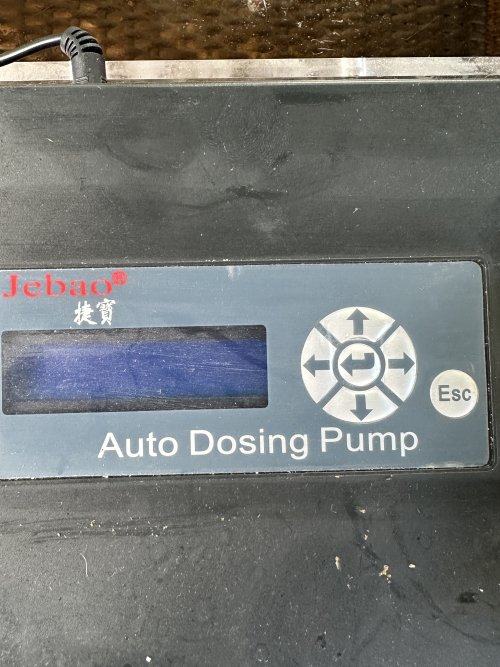 Jebao®
捷寶
Esc
Auto Dosing Pump